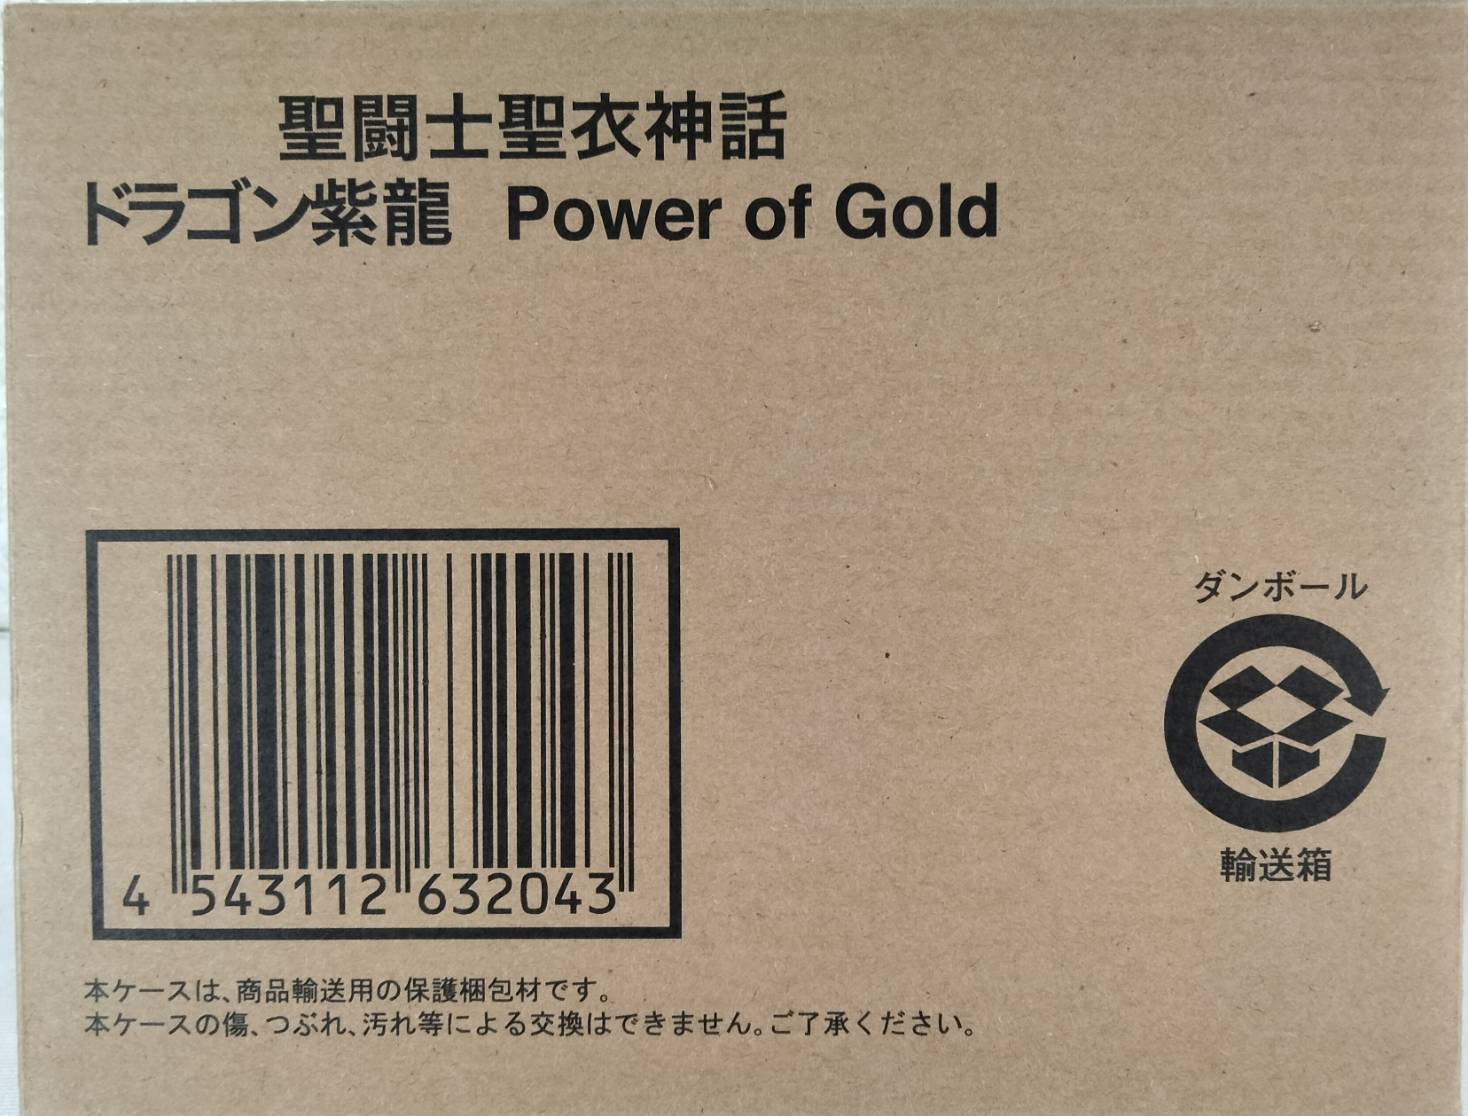 聖闘士聖衣神話
ドラゴン紫龍 Power of Gold
4 543112 632043
ダンボール
輸送箱
本ケースは、商品輸送用の保護梱包材です。
本ケースの傷、つぶれ、汚れ等による交換はできません。ご了承ください。